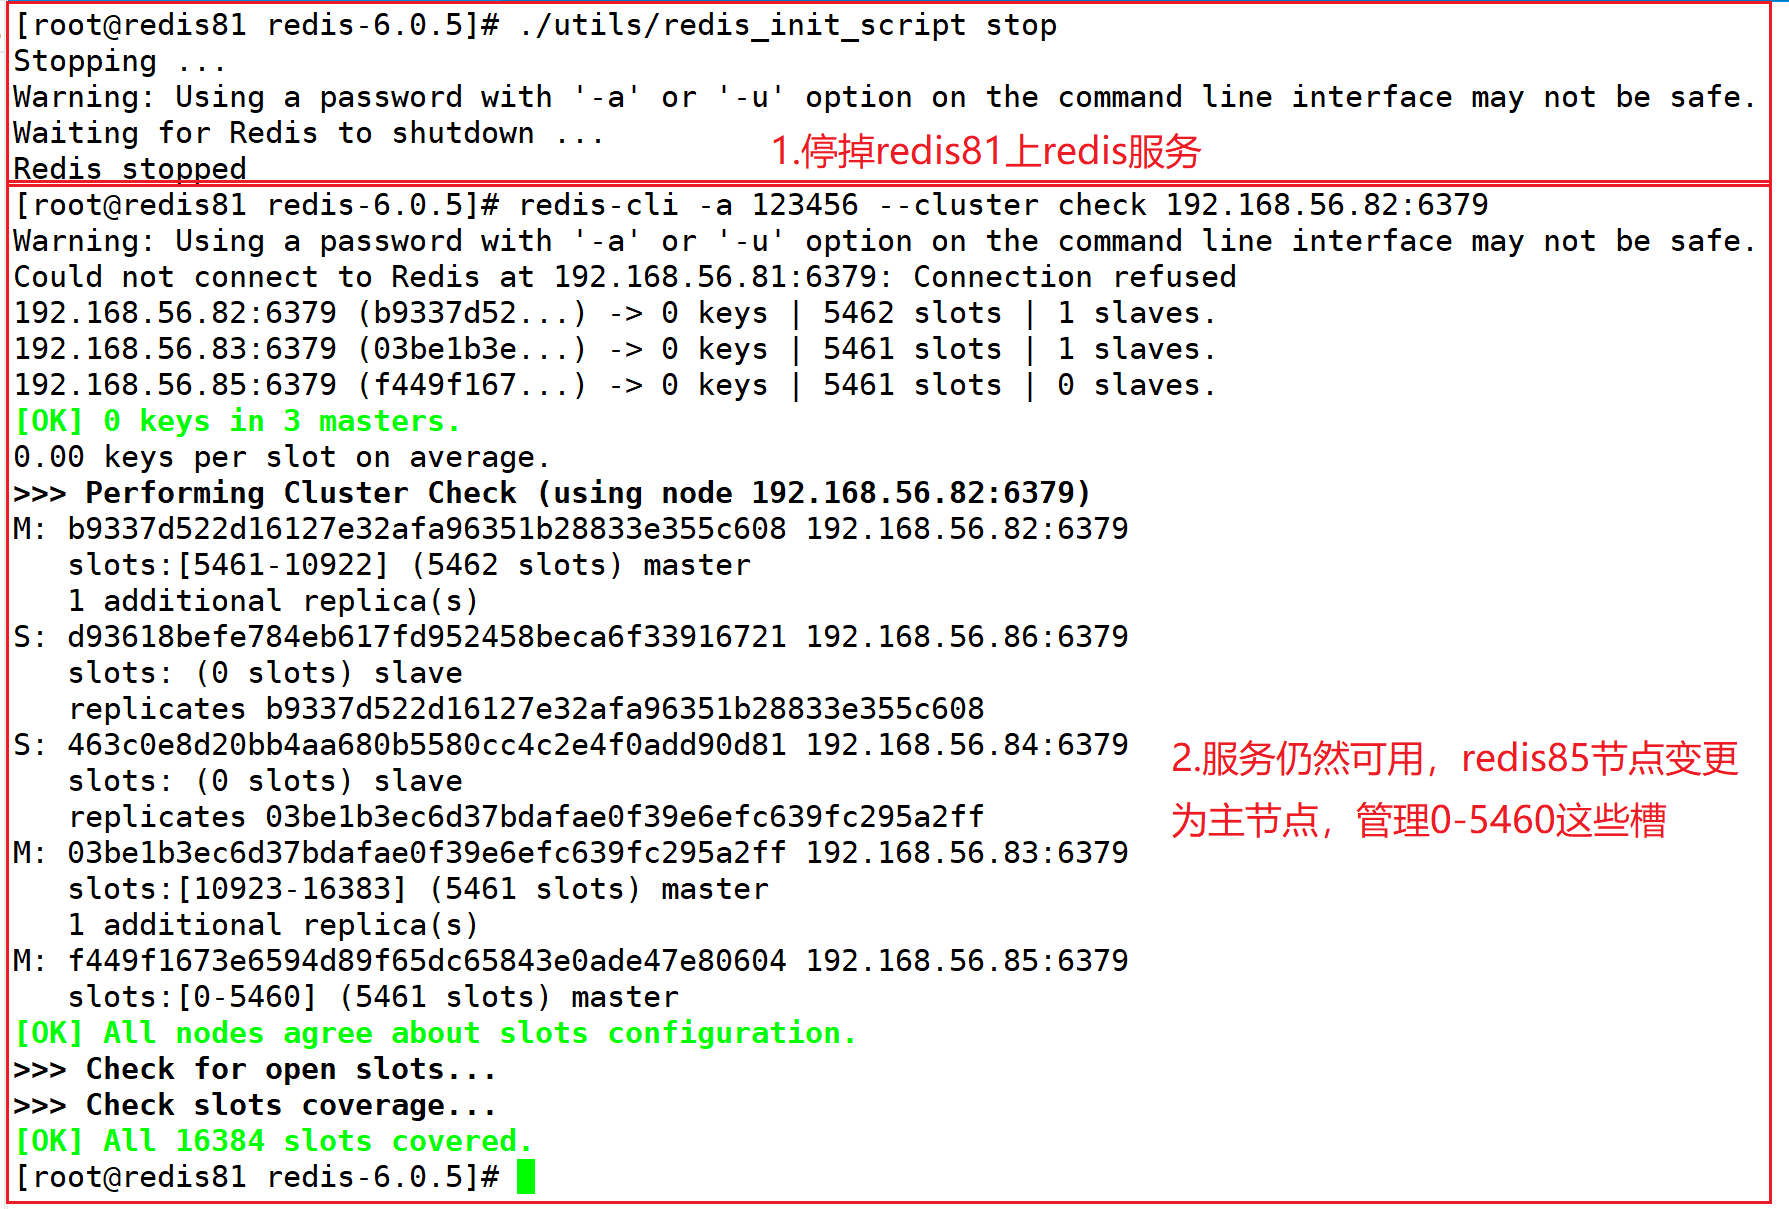 [root@redis81 redis-6.0.5]# ./utils/redis_init_script stop
Stopping ...
Warning: Using a password with '-a' or '-u' option on the command line interface may not be safe.
Waiting for Redis to shutdown ...
Redis stopped
1.停掉redis81上redis服务
[root@redis81 redis-6.0.5]# redis-cli -a 123456 --cluster check 192.168.56.82:6379
Warning: Using a password with '-a' or '-u' option on the command line interface may not be safe.
Could not connect to Redis at 192.168.56.81:6379: Connection refused
192.168.56.82:6379 (b9337d52...) -> 0 keys | 5462 slots | 1 slaves.
192.168.56.83:6379 (03be1b3e...) -> 0 keys | 5461 slots | 1 slaves.
192.168.56.85:6379 (f449f167...) -> 0 keys | 5461 slots | 0 slaves.
[OK] 0 keys in 3 masters.
0.00 keys per slot on average.
>>> Performing Cluster Check (using node 192.168.56.82:6379)
M: b9337d522d16127e32afa96351b28833e355c608 192.168.56.82:6379
   slots:[5461-10922] (5462 slots) master
   1 additional replica(s)
S: d93618befe784eb617fd952458beca6f33916721 192.168.56.86:6379
   slots: (0 slots) slave
   replicates b9337d522d16127e32afa96351b28833e355c608
S: 463c0e8d20bb4aa680b5580cc4c2e4f0add90d81 192.168.56.84:6379
   slots: (0 slots) slave
   replicates 03be1b3ec6d37bdafae0f39e6efc639fc295a2ff
M: 03be1b3ec6d37bdafae0f39e6efc639fc295a2ff 192.168.56.83:6379
   slots:[10923-16383] (5461 slots) master
   1 additional replica(s)
M: f449f1673e6594d89f65dc65843e0ade47e80604 192.168.56.85:6379
   slots:[0-5460] (5461 slots) master
2.服务仍然可用，redis85节点变更
为主节点，管理0-5460这些槽
[OK] All nodes agree about slots configuration.
>>> Check for open slots...
>>> Check slots coverage...
[OK] All 16384 slots covered.
[root@redis81 redis-6.0.5]#